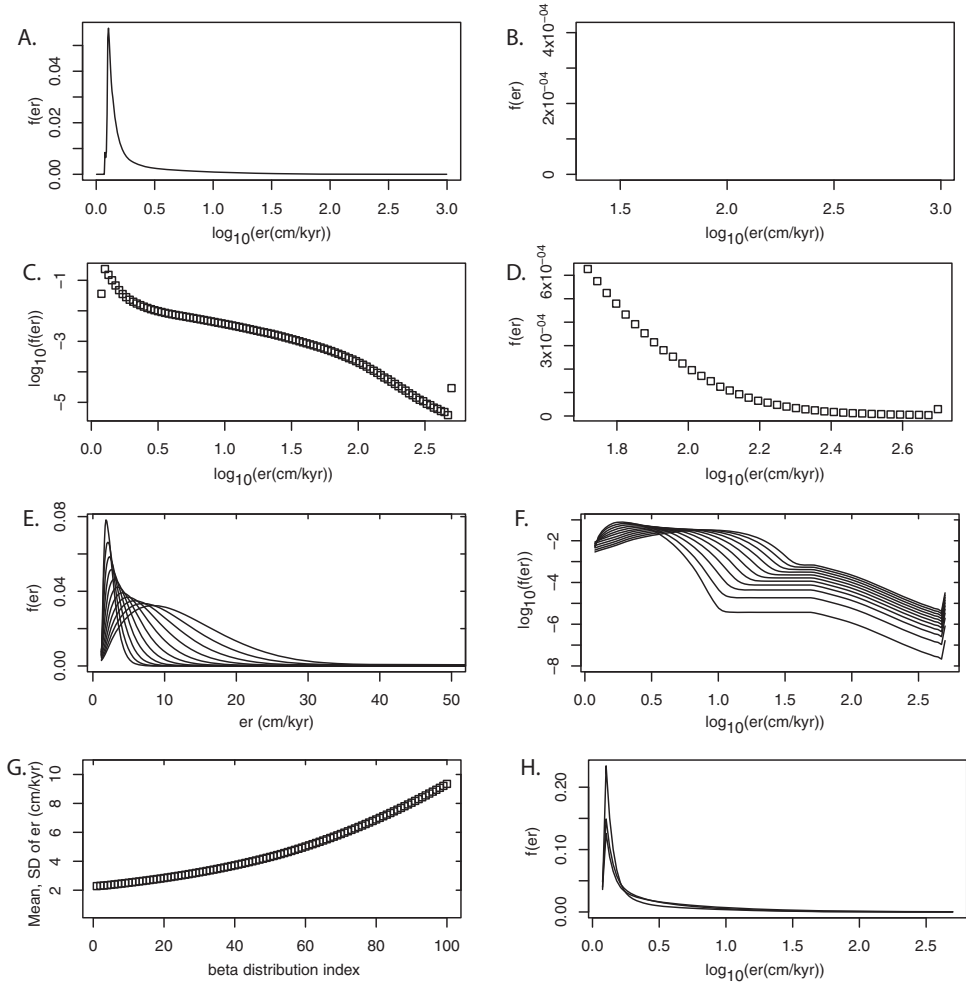 A.
f(er)
0.04
0.02
0.00
0.0 0.5 1.0 1.5 2.0 2.5 3.0
log10(er(cm/kyr))
B.
f(er)
4x10−04
2x10−04
0
1.5 2.0 2.5 3.0
log10(er(cm/kyr))
C.
log10(f(er))
−1
−3
−5
0.0 0.5 1.0 1.5 2.0 2.5
log10(er(cm/kyr))
D.
f(er)
6x10−04
3x10−04
0
1.8 2.0 2.2 2.4 2.6
log10(er(cm/kyr))
E.
f(er)
0.08
0.04
0.00
0 10 20 30 40 50
er (cm/kyr)
F.
log10(f(er))
−2
−4
−6
−8
0.0 0.5 1.0 1.5 2.0 2.5
log10(er(cm/kyr))
G.
Mean, SD of er (cm/kyr)
10
8
6
4
2
0 20 40 60 80 100
beta distribution index
H.
f(er)
0.20
0.10
0.00
0.0 0.5 1.0 1.5 2.0 2.5
log10(er(cm/kyr))